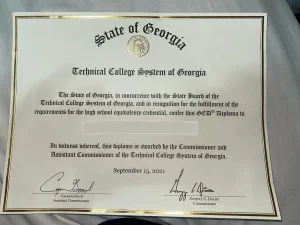 State of Georgia
Technical College System of Georgia
The State of Georgia, in concurrence with the State Board of the
Technical College System of Georgia, and in recognition for the fulfillment of the
requirements for the high school equivalency credential, confer this GED® Diploma to
In witness whereof, this diploma is awarded by the Commissioner and
Assistant Commissioner of the Technical College System of Georgia.
September 15, 2021
Assistant Commissioner
Gregory C. Dozier
Commissioner